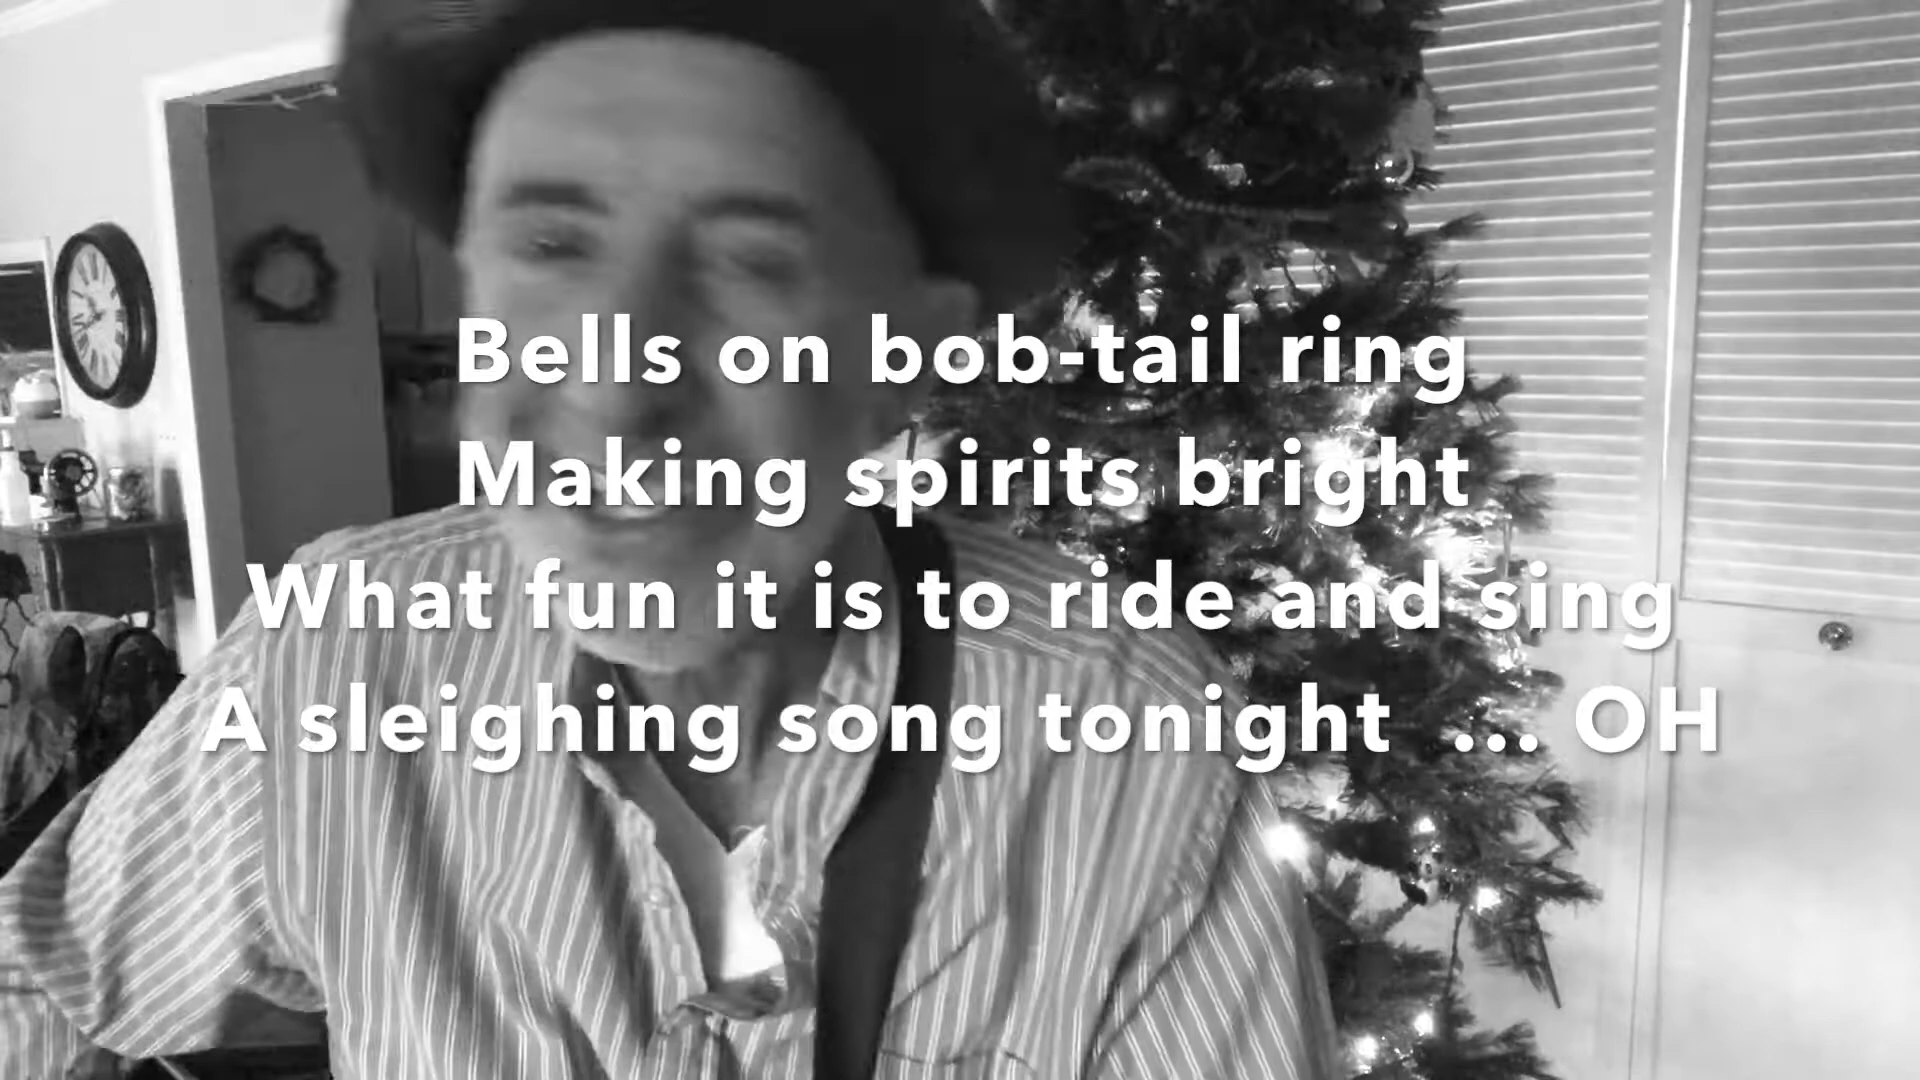 Bells on bob-tail ring
Making spirits bright
What fun it is to ride and sing
A sleighing song tonight ... OH